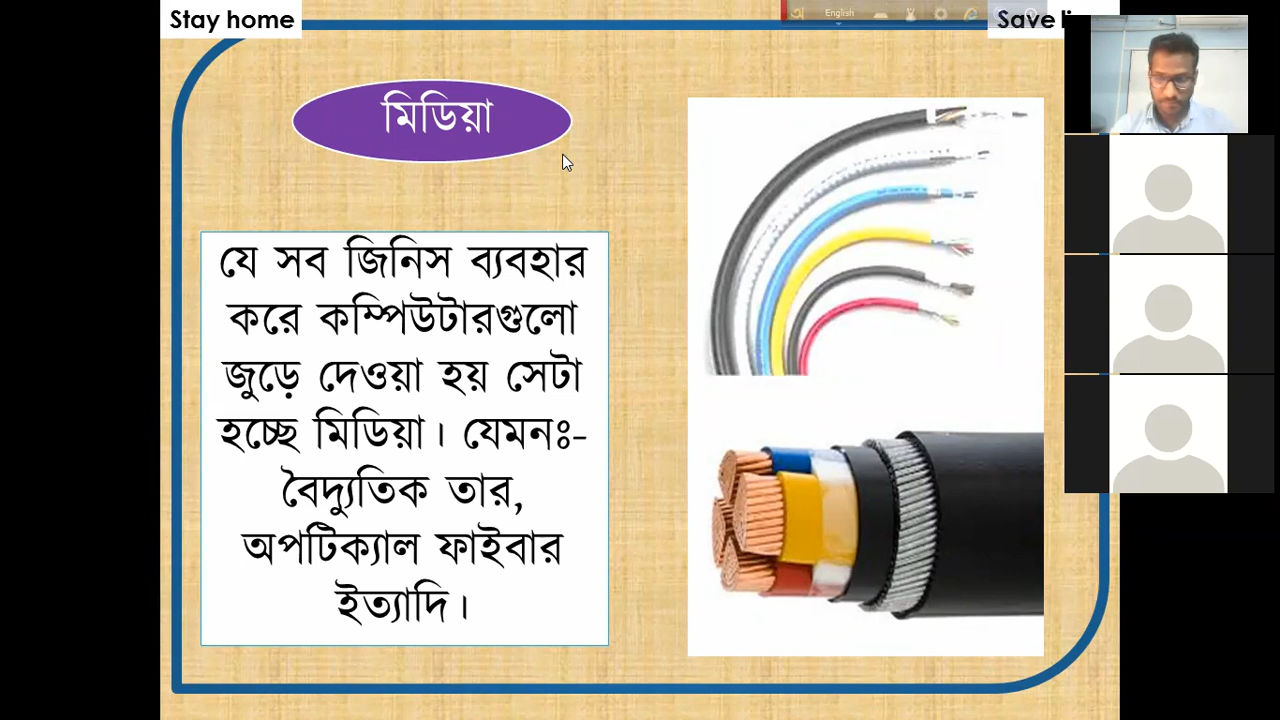 Stay home
English
Save
মিডিয়া
যে সব জিনিস ব্যবহার
করে কম্পিউটারগুলো
জুড়ে দেওয়া হয় সেটা
হচ্ছে মিডিয়া। যেমনঃ-
বৈদ্যুতিক তার,
অপটিক্যাল ফাইবার
ইত্যাদি।